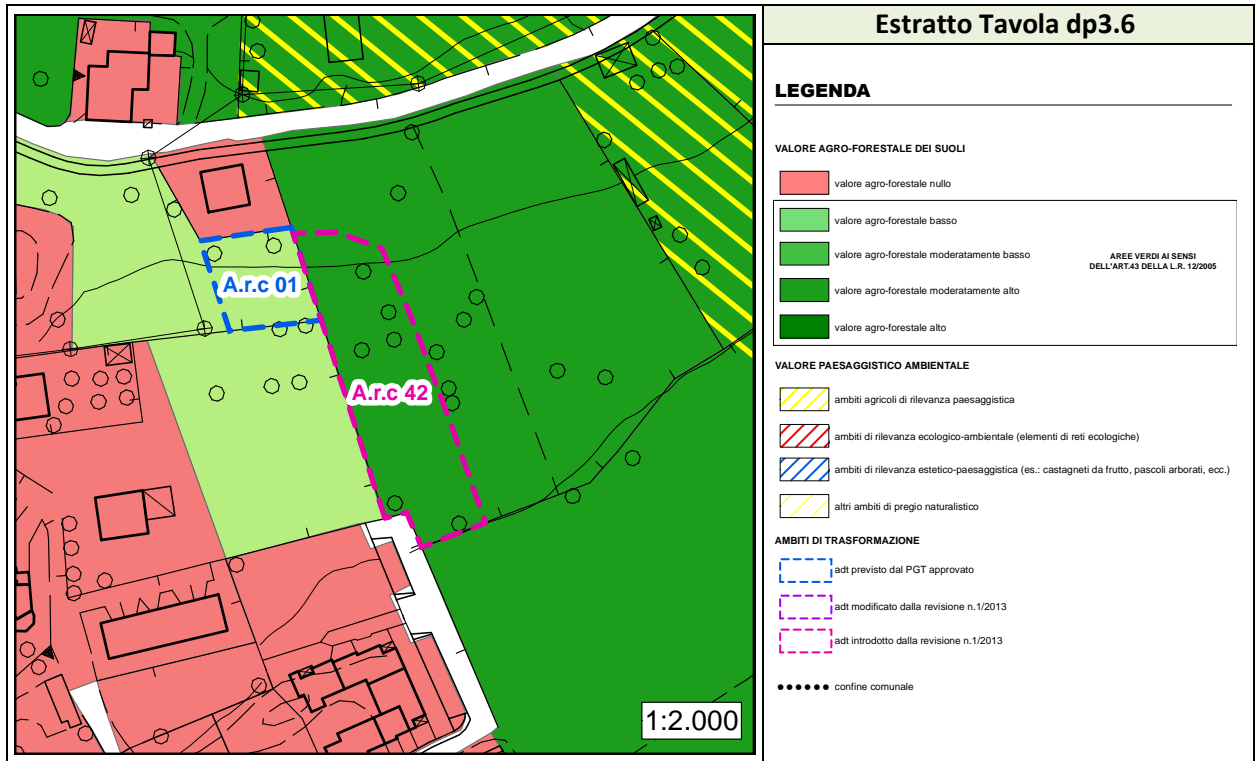 Estratto Tavola dp3.6
LEGENDA
VALORE AGRO-FORESTALE DEI SUOLI
valore agro-forestale nullo
valore agro-forestale basso
valore agro-forestale moderatamente basso
AREE VERDI AI SENSI
DELL'ART.43 DELLA L.R. 12/2005
valore agro-forestale moderatamente alto
valore agro-forestale alto
VALORE PAESAGGISTICO AMBIENTALE
ambiti agricoli di rilevanza paesaggistica
ambiti di rilevanza ecologico-ambientale (elementi di reti ecologiche)
ambiti di rilevanza estetico-paesaggistica (es.: castagneti da frutto, pascoli arborati, ecc.)
altri ambiti di pregio naturalistico
AMBITI DI TRASFORMAZIONE
adt previsto dal PGT approvato
adt modificato dalla revisione n.1/2013
adt introdotto dalla revisione n.1/2013
confine comunale
A.r.c 01
A.r.c 42
1:2.000